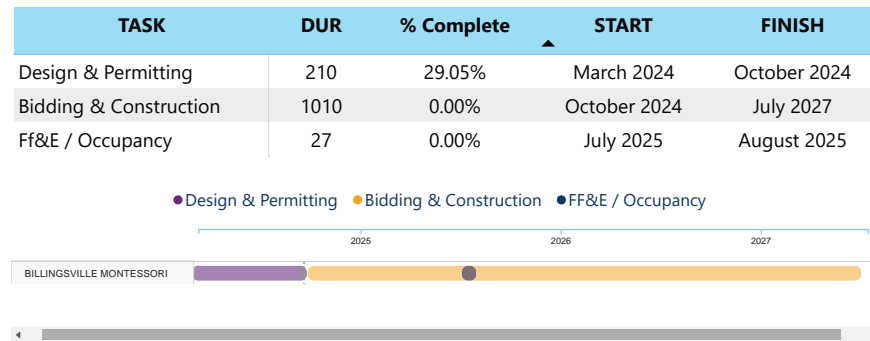 TASK DUR % Complete START FINISH
Design & Permitting 210 29.05% March 2024 October 2024
Bidding & Construction 1010 0.00% October 2024 July 2027
Ff&E / Occupancy 27 0.00% July 2025 August 2025
Design & Permitting Bidding & Construction FF&E / Occupancy
2025 2026 2027
BILLINGSVILLE MONTESSORI